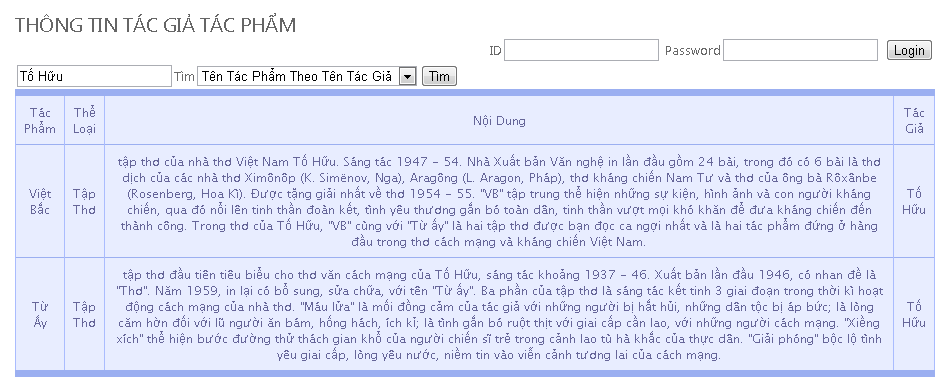 THÔNG TIN TÁC GIẢ TÁC PHẨM
ID Password Login
Tố Hữu Tìm Tên Tác Phẩm Theo Tên Tác Giả Tìm
Tác Phẩm Thể Loại Nội Dung Tác Giả
Việt Bắc
Tập Thơ
tập thơ của nhà thơ Việt Nam Tố Hữu. Sáng tác 1947 - 54. Nhà Xuất bản Văn nghệ in lần đầu gồm 24 bài, trong đó có 6 bài là thơ
dịch của các nhà thơ Ximônôp (K. Simënov, Nga), Aragông (L. Aragon, Pháp), thơ kháng chiến Nam Tư và thơ của ông bà Rôxănbe
(Rosenberg, Hoa Kì). Được tặng giải nhất về thơ 1954 - 55. "VB" tập trung thể hiện những sự kiện, hình ảnh và con người kháng
chiến, qua đó nổi lên tinh thần đoàn kết, tình yêu thương gắn bó toàn dân, tinh thần vượt mọi khó khăn để đưa kháng chiến đến
thành công. Trong thơ của Tố Hữu, "VB" cùng với "Từ ấy" là hai tập thơ được bạn đọc ca ngợi nhất và là hai tác phẩm đứng ở hàng
đầu trong thơ cách mạng và kháng chiến Việt Nam.
Tố Hữu
Từ Ấy
Tập Thơ
tập thơ đầu tiên tiêu biểu cho thơ văn cách mạng của Tố Hữu, sáng tác khoảng 1937 - 46. Xuất bản lần đầu 1946, có nhan đề là
"Thơ". Năm 1959, in lại có bổ sung, sửa chữa, với tên "Từ ấy". Ba phần của tập thơ là sáng tác kết tinh 3 giai đoạn trong thời kì hoạt
động cách mạng của nhà thơ. "Máu lửa" là mối đồng cảm của tác giả với những người bị hắt hủi, những dân tộc bị áp bức; là lòng
căm hờn đối với lũ người ăn bám, hống hách, ích kỉ; là tình gắn bó ruột thịt với giai cấp cần lao, với những người cách mạng. "Xiềng
xích" thể hiện bước đường thử thách gian khổ của người chiến sĩ trẻ trong cảnh lao tù hà khắc của thực dân. "Giải phóng" bộc lộ tình
yêu giai cấp, lòng yêu nước, niềm tin vào viễn cảnh tương lai của cách mạng.
Tố Hữu